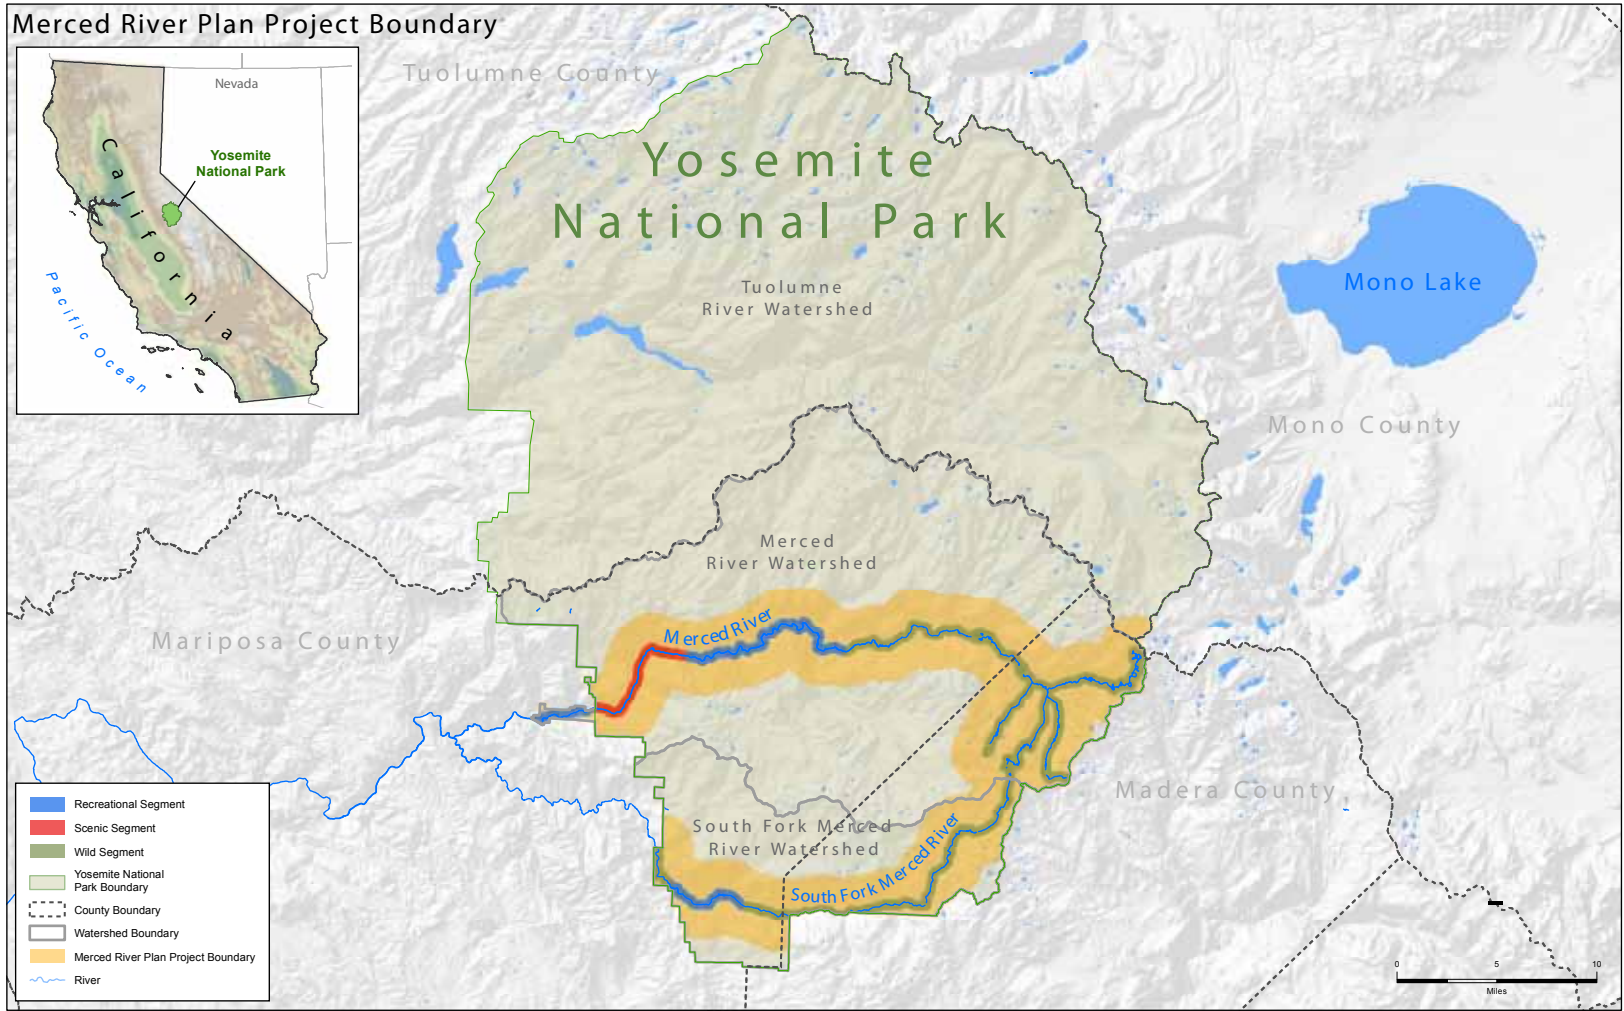 Merced River Plan Project Boundary
Nevada
California
Yosemite
National Park
Pacific Ocean
Tuolumne County
Yosemite
National Park
Tuolumne
River Watershed
Mono Lake
Mono County
Merced
River Watershed
Mariposa County
Merced River
Madera County
South Fork Merced
River Watershed
South Fork Merced River
Recreational Segment
Scenic Segment
Wild Segment
Yosemite National
Park Boundary
County Boundary
Watershed Boundary
Merced River Plan Project Boundary
River
0 5 10
Miles